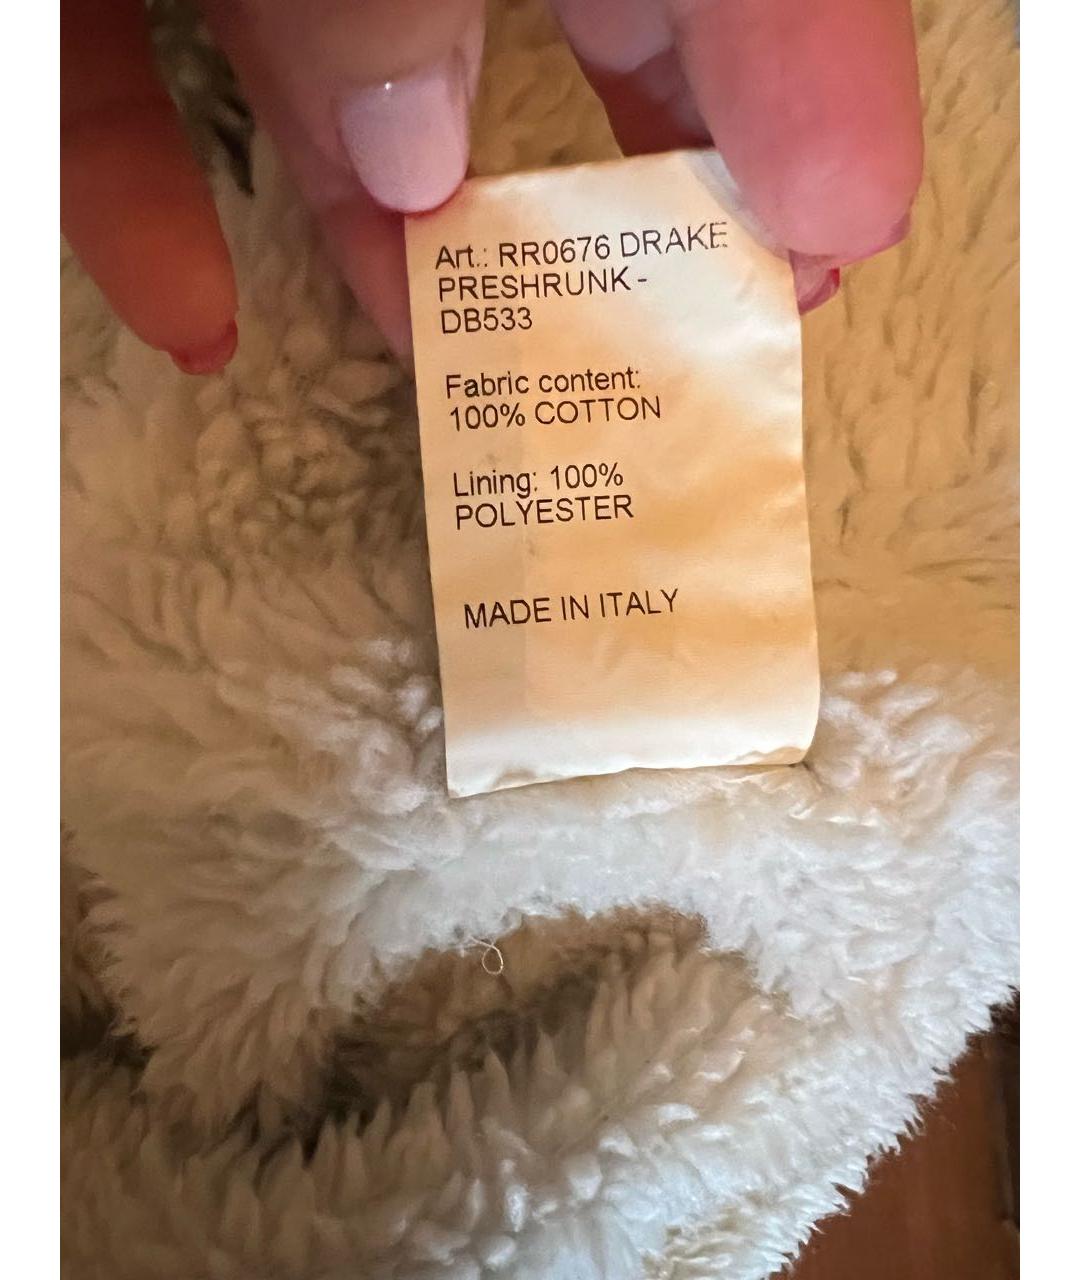 Art.: RR0676 DRAKE
PRESHRUNK -
DB533
Fabric content:
100% COTTON
Lining: 100%
POLYESTER
MADE IN ITALY